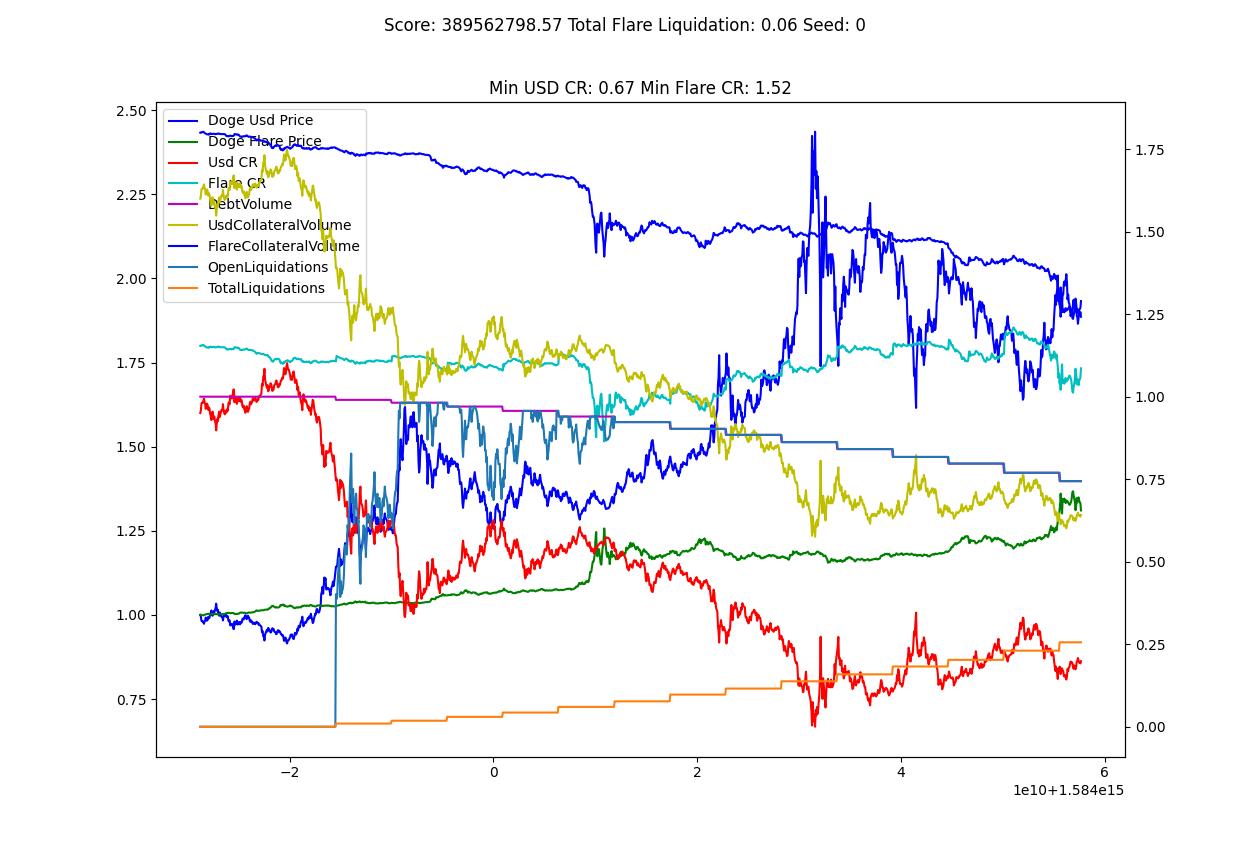 Score: 389562798.57 Total Flare Liquidation: 0.06 Seed: 0
Min USD CR: 0.67 Min Flare CR: 1.52
Doge Usd Price
Doge Flare Price
Usd CR
Flare CR
DebtVolume
UsdCollateralVolume
FlareCollateralVolume
OpenLiquidations
TotalLiquidations
2.50
2.25
2.00
1.75
1.50
1.25
1.00
0.75
1.75
1.50
1.25
1.00
0.75
0.50
0.25
0.00
−2 0 2 4 6
1e10+1.584e15